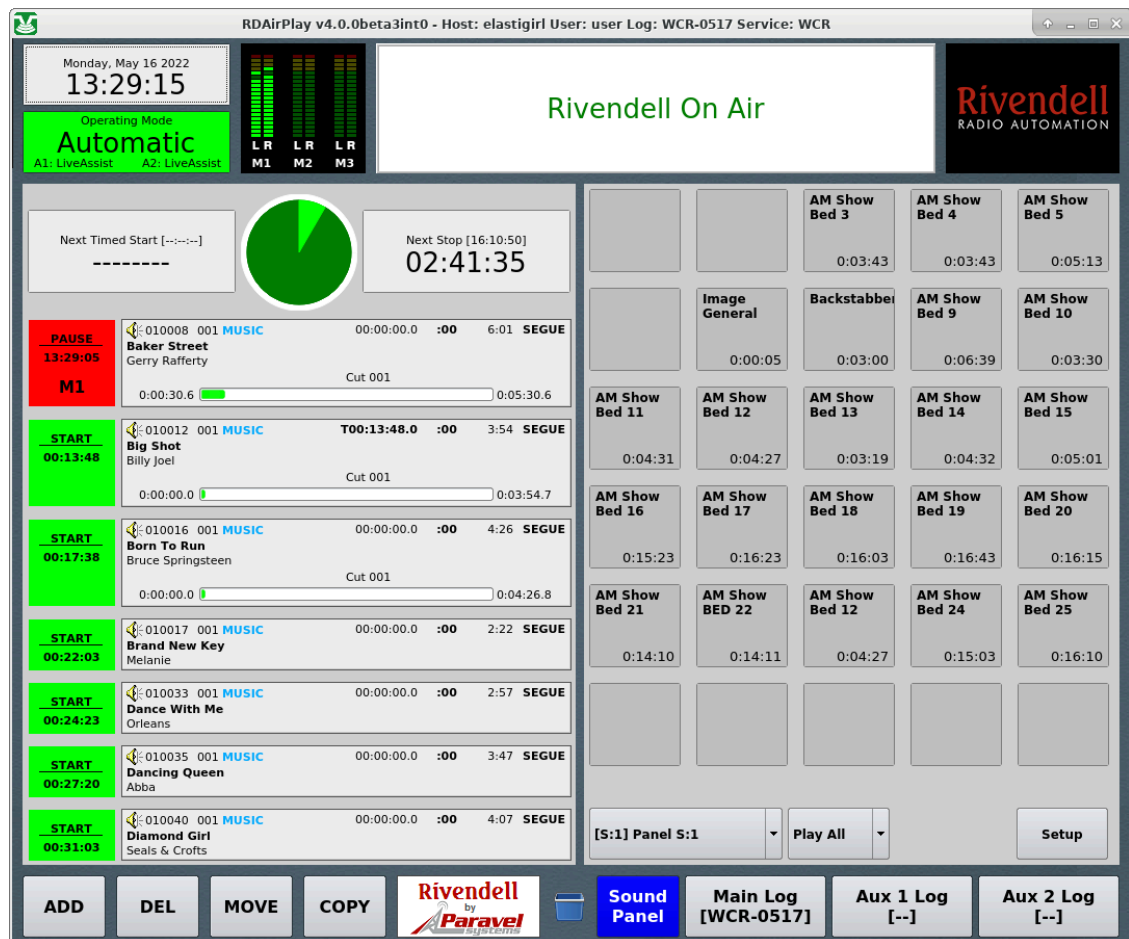 RDAirPlay v4.0.0beta3int0 - Host: elastigirl User: user Log: WCR-0517 Service: WCR
Monday, May 16 2022
13:29:15
Operating Mode
Automatic
A1: LiveAssist A2: LiveAssist
L R L R L R
M1 M2 M3
Rivendell On Air
Rivendell
RADIO AUTOMATION
Next Timed Start [--:--:--]
--------
Next Stop [16:10:50]
02:41:35
PAUSE
13:29:05
M1
010008 001 MUSIC 00:00:00.0 :00 6:01 SEGUE
Baker Street
Gerry Rafferty
Cut 001
0:00:30.6 0:05:30.6
START
00:13:48
010012 001 MUSIC T00:13:48.0 :00 3:54 SEGUE
Big Shot
Billy Joel
Cut 001
0:00:00.0 0:03:54.7
START
00:17:38
010016 001 MUSIC 00:00:00.0 :00 4:26 SEGUE
Born To Run
Bruce Springsteen
Cut 001
0:00:00.0 0:04:26.8
START
00:22:03
010017 001 MUSIC 00:00:00.0 :00 2:22 SEGUE
Brand New Key
Melanie
START
00:24:23
010033 001 MUSIC 00:00:00.0 :00 2:57 SEGUE
Dance With Me
Orleans
START
00:27:20
010035 001 MUSIC 00:00:00.0 :00 3:47 SEGUE
Dancing Queen
Abba
START
00:31:03
010040 001 MUSIC 00:00:00.0 :00 4:07 SEGUE
Diamond Girl
Seals & Crofts
AM Show AM Show AM Show
Bed 3 Bed 4 Bed 5
0:03:43 0:03:43 0:05:13
Image Backstabber AM Show AM Show
General Bed 9 Bed 10
0:00:05 0:03:00 0:06:39 0:03:30
AM Show AM Show AM Show AM Show AM Show
Bed 11 Bed 12 Bed 13 Bed 14 Bed 15
0:04:31 0:04:27 0:03:19 0:04:32 0:05:01
AM Show AM Show AM Show AM Show AM Show
Bed 16 Bed 17 Bed 18 Bed 19 Bed 20
0:15:23 0:16:23 0:16:03 0:16:43 0:16:15
AM Show AM Show AM Show AM Show AM Show
Bed 21 BED 22 Bed 12 Bed 24 Bed 25
0:14:10 0:14:11 0:04:27 0:15:03 0:16:10
[S:1] Panel S:1 Play All Setup
ADD DEL MOVE COPY
Rivendell
by
Paravel
systems
Sound
Panel
Main Log
[WCR-0517]
Aux 1 Log
[--]
Aux 2 Log
[--]